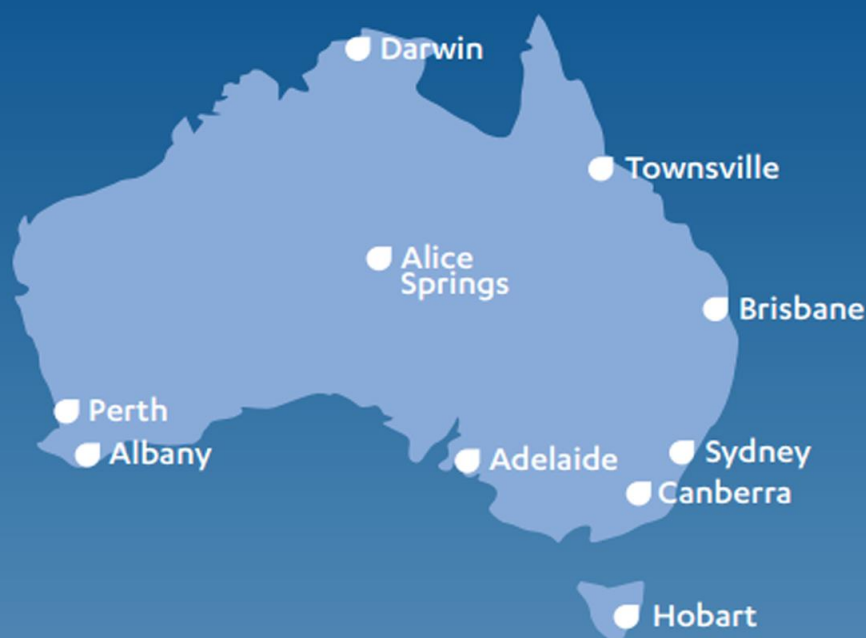 Darwin
Townsville
Alice
Springs
Brisbane
Perth
Albany
Adelaide
Sydney
Canberra
Hobart